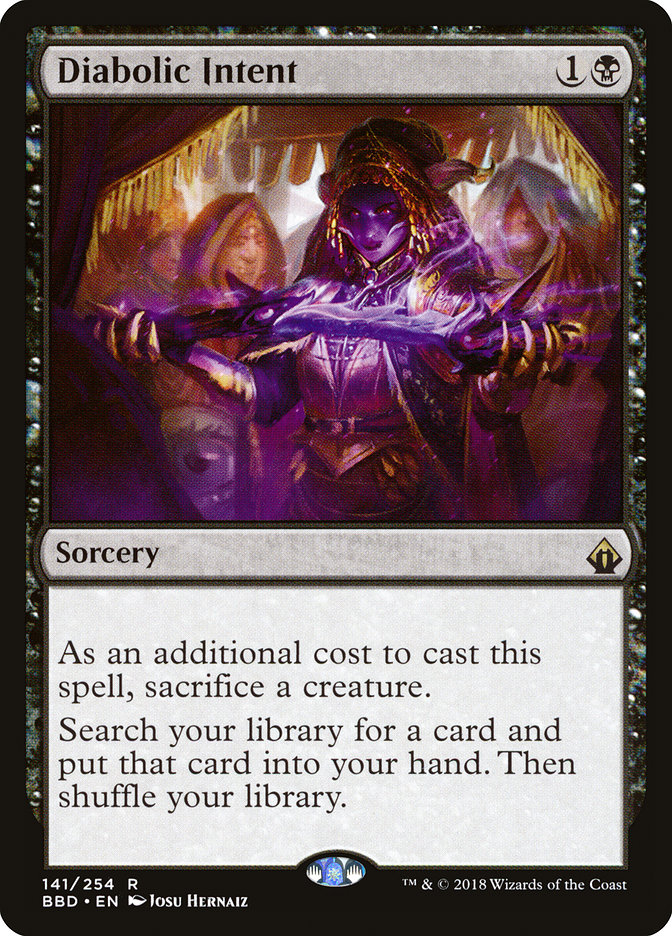 Diabolic Intent 1
Sorcery
As an additional cost to cast this
spell, sacrifice a creature.
Search your library for a card and
put that card into your hand. Then
shuffle your library.
141/254 R
™ & © 2018 Wizards of the Coast
BBD • EN Josu Hernaiz